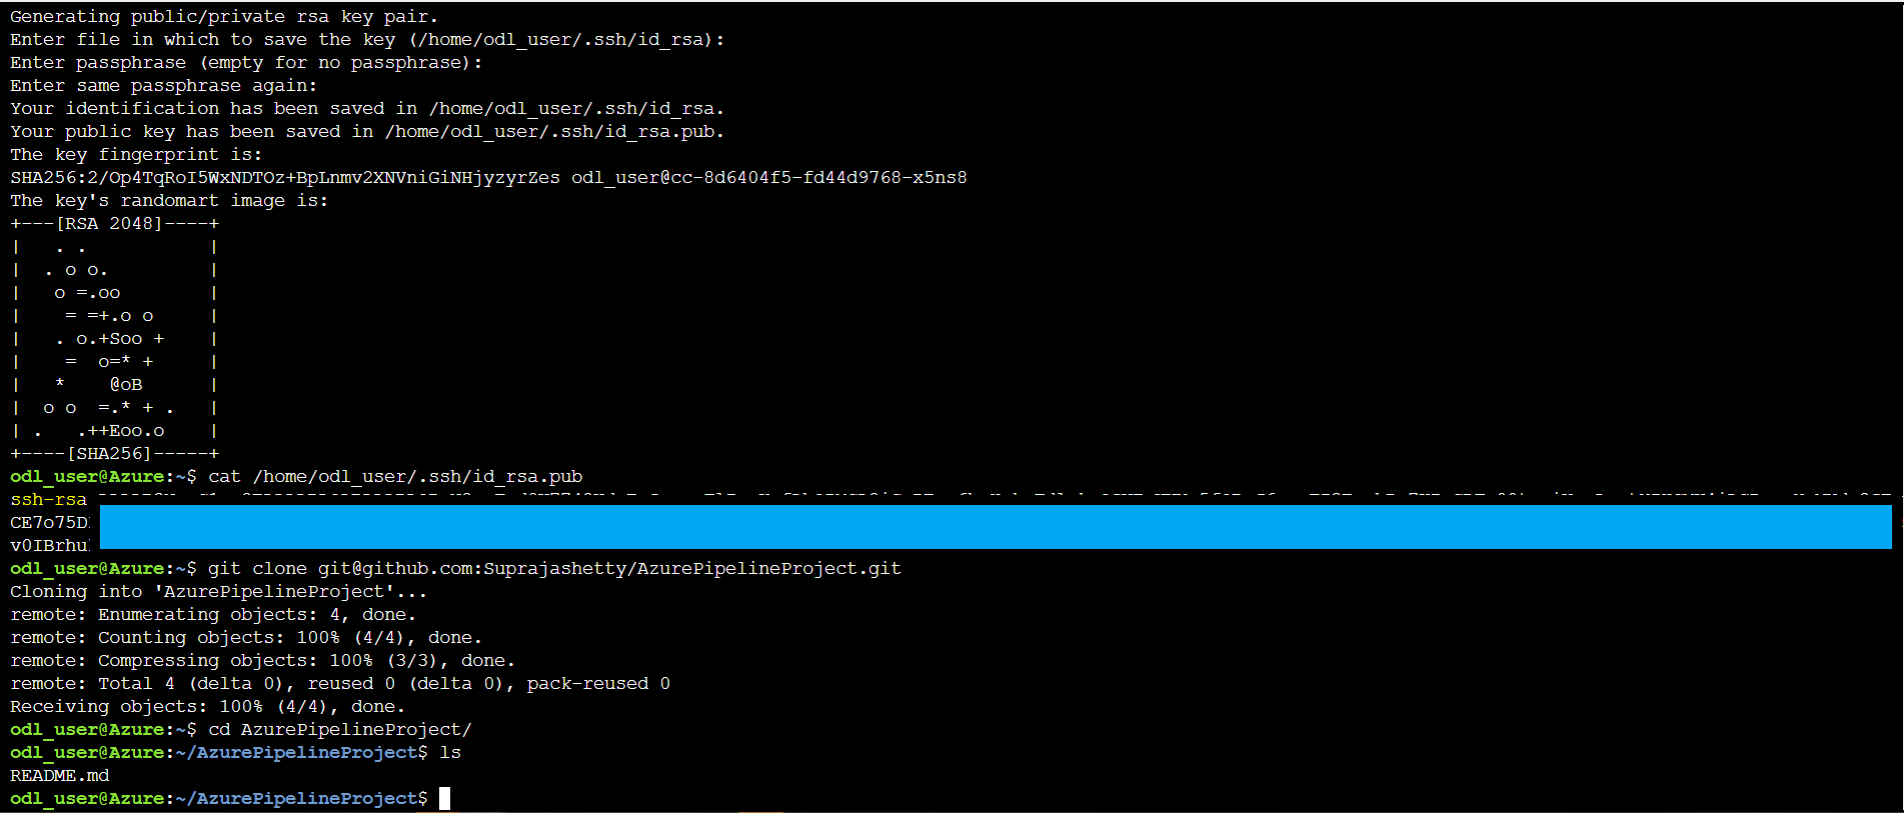 Generating public/private rsa key pair.
Enter file in which to save the key (/home/odl_user/.ssh/id_rsa):
Enter passphrase (empty for no passphrase):
Enter same passphrase again:
Your identification has been saved in /home/odl_user/.ssh/id_rsa.
Your public key has been saved in /home/odl_user/.ssh/id_rsa.pub.
The key fingerprint is:
SHA256:2/Op4TqRoI5WxNDTOz+BpLnmv2XNVniGiNHjyzyrZes odl_user@cc-8d6404f5-fd44d9768-x5ns8
The key's randomart image is:
+---[RSA 2048]----+
|   . .           |
|  . o o.         |
|   o =.oo        |
|    = =+.o o     |
|   . o.+Soo +    |
|    =  o=* +     |
|   *    @oB      |
|  o o  =.* + .   |
| .   .++Eoo.o    |
+----[SHA256]-----+
odl_user@Azure:~$ cat /home/odl_user/.ssh/id_rsa.pub
ssh-rsa
CE7o75D
v0IBrhu
odl_user@Azure:~$ git clone git@github.com:Suprajashetty/AzurePipelineProject.git
Cloning into 'AzurePipelineProject'...
remote: Enumerating objects: 4, done.
remote: Counting objects: 100% (4/4), done.
remote: Compressing objects: 100% (3/3), done.
remote: Total 4 (delta 0), reused 0 (delta 0), pack-reused 0
Receiving objects: 100% (4/4), done.
odl_user@Azure:~$ cd AzurePipelineProject/
odl_user@Azure:~/AzurePipelineProject$ ls
README.md
odl_user@Azure:~/AzurePipelineProject$